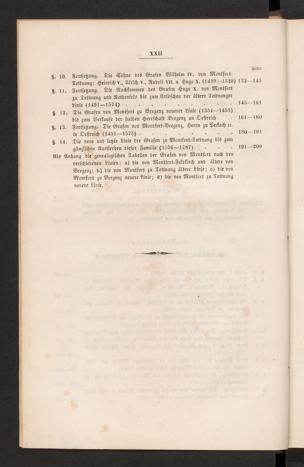 XXII
Seite
§. 10. Fortsetzung. Die Söhne des Grafen Wilhelm IV. von Montfort-
Tettnang: Heinrich V., Ulrich V., Rudolf VII. u. Hugo X. (1439—1520) 132—145
§. 11. Fortsetzung. Die Nachkommen des Grafen Hugo X. von Montfort
zu Tettnang und Rothenfels bis zum Erlöschen der ältern Tettnanger
Linie (1491—1574) . . . . . . . . . 145—161
§. 12. Die Grafen von Montfort zu Bregenz neuerer Linie (1354—1451)
bis zum Verkaufe der halben Herrschaft Bregenz an Oesterreich . 161—180
§. 13. Fortsetzung. Die Grafen von Montfort-Bregenz, Herrn zu Peckach rc.
in Oesterreich (1451—1575) . . . . . . 180—191
§. 14. Die neue und letzte Linie der Grafen zu Montfort-Tettnang bis zum
gänzlichen Aussterben dieser Familie (1576—1787) . . . . 191—200
Als Anhang die genealogischen Tabellen der Grafen von Montfort nach den
verschiedenen Linien: a) die von Montfort-Feldkirch und ältere von
Bregenz; b) die von Montfort zu Tettnang ältere Linie; c) die von
Montfort zu Bregenz neuere Linie; d) die von Montfort zu Tettnang
neuere Linie.